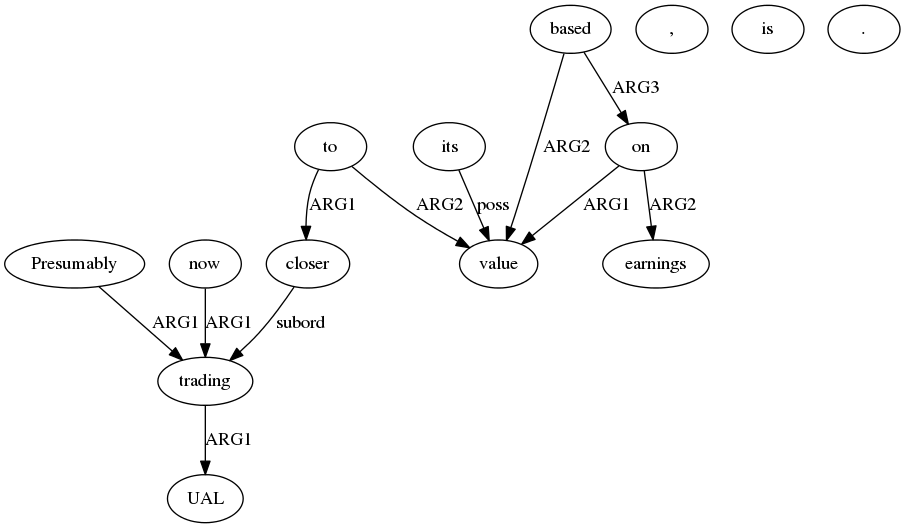 based , is .
ARG3
to its ARG2 on
ARG1 ARG2 poss ARG1 ARG2
Presumably now closer value earnings
ARG1 ARG1 subord
trading
ARG1
UAL